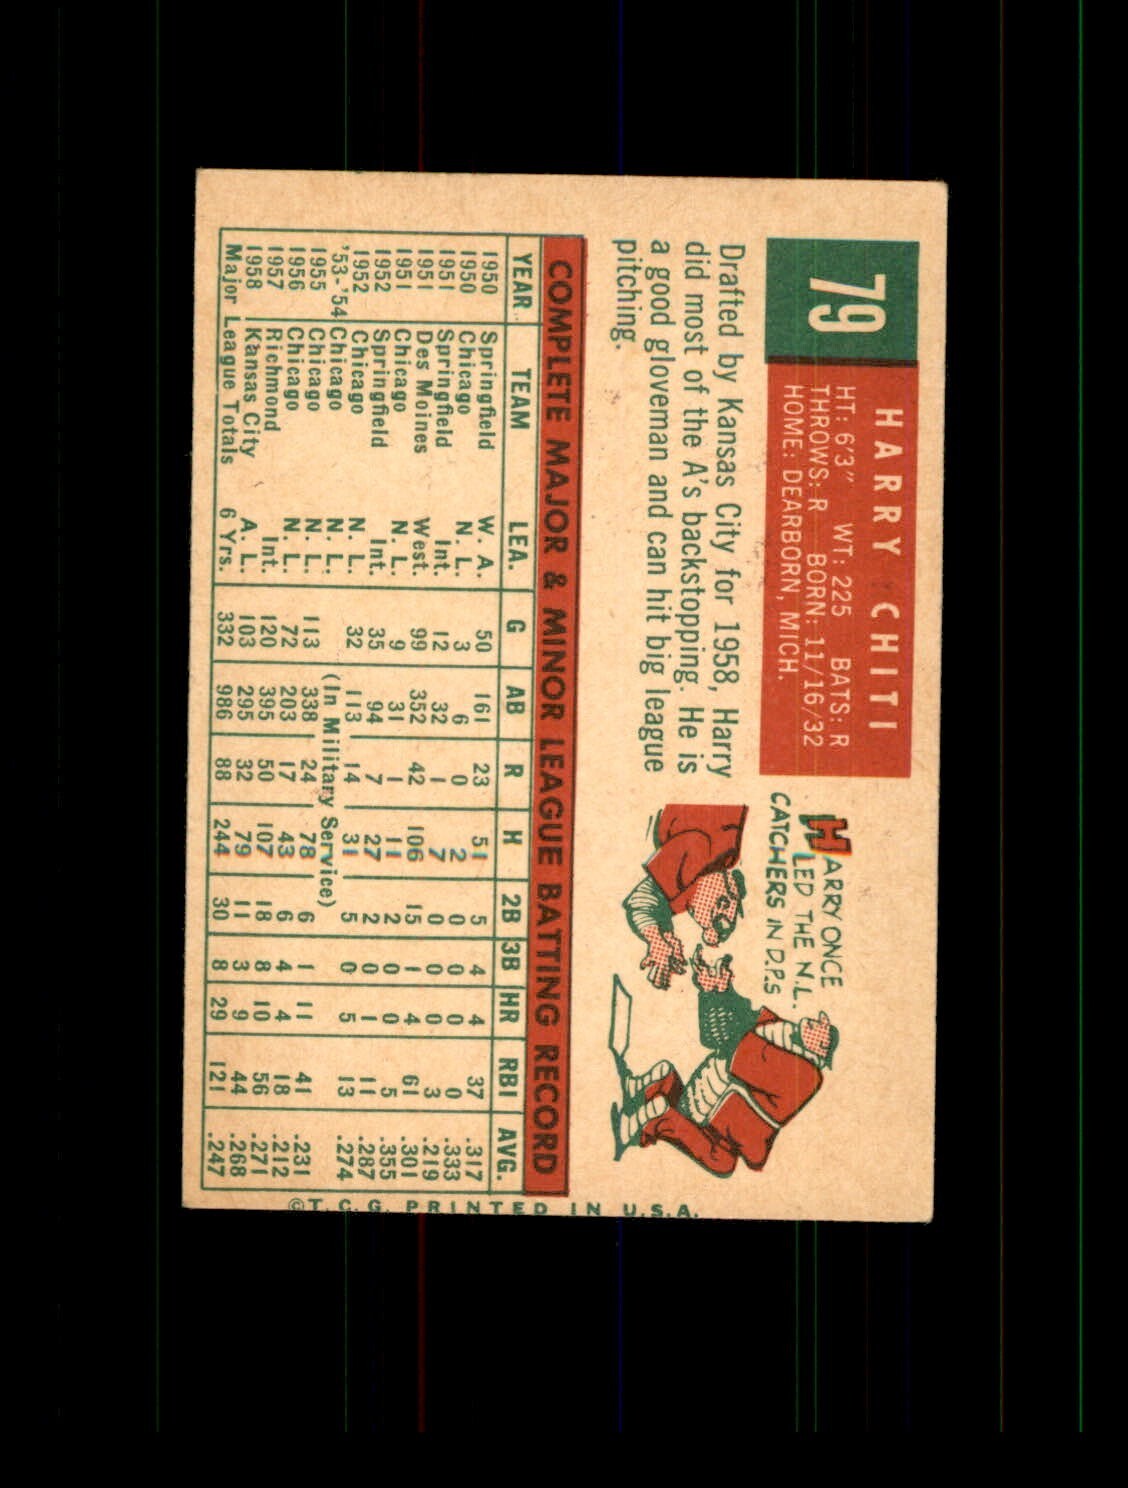 79
HARRY CHITI
HT: 6'3" WT: 225 BATS: R
THROWS: R BORN: 11/16/32
HOME: DEARBORN, MICH.
Drafted by Kansas City for 1958, Harry
did most of the A's backstopping. He is
a good gloveman and can hit big league
pitching.
HARRY ONCE
LED THE N.L.
CATCHERS IN D.P.s
COMPLETE MAJOR & MINOR LEAGUE BATTING RECORD
YEAR TEAM LEA. G AB R H 2B 3B HR RBI AVG.
1950 Springfield W. A. 50 161 23 51 5 4 4 37 .317
1950 Chicago N. L. 3 6 0 2 0 0 0 0 .333
1951 Springfield Int. 12 32 1 7 0 0 0 3 .219
1951 Des Moines West. 99 352 42 106 15 1 4 61 .301
1951 Chicago N. L. 9 31 1 11 2 0 0 5 .355
1952 Springfield Int. 35 94 7 27 2 0 1 11 .287
1952 Chicago N. L. 32 113 14 31 5 0 5 13 .274
'53-'54 Chicago N. L. (In Military Service)
1955 Chicago N. L. 113 338 24 78 6 1 11 41 .231
1956 Chicago N. L. 72 203 17 43 6 4 4 18 .212
1957 Richmond Int. 120 395 50 107 18 8 10 56 .271
1958 Kansas City A. L. 103 295 32 79 11 3 9 44 .268
Major League Totals 6 Yrs. 332 986 88 244 30 8 29 121 .247
©T. C. G. PRINTED IN U.S.A.